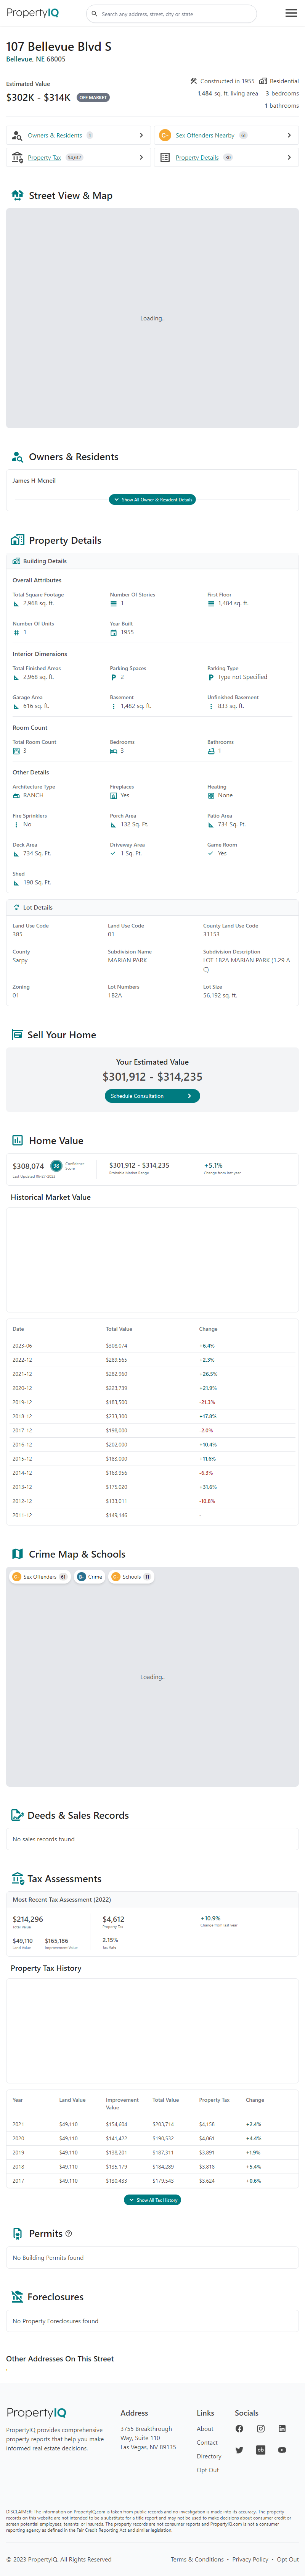 PropertyIQ
Search any address, street, city or state
107 Bellevue Blvd S
Bellevue, NE 68005
Estimated Value
$302K - $314K OFF MARKET
Constructed in 1955 Residential
1,484 sq. ft. living area 3 bedrooms
1 bathrooms
Owners & Residents 1
C- Sex Offenders Nearby 61
Property Tax $4,612
Property Details 30
Street View & Map
Loading...
Owners & Residents
James H Mcneil
Show All Owner & Resident Details
Property Details
Building Details
Overall Attributes
Total Square Footage Number Of Stories First Floor
2,968 sq. ft. 1 1,484 sq. ft.
Number Of Units Year Built
1 1955
Interior Dimensions
Total Finished Areas Parking Spaces Parking Type
2,968 sq. ft. 2 Type not Specified
Garage Area Basement Unfinished Basement
616 sq. ft. 1,482 sq. ft. 833 sq. ft.
Room Count
Total Room Count Bedrooms Bathrooms
3 3 1
Other Details
Architecture Type Fireplaces Heating
RANCH Yes None
Fire Sprinklers Porch Area Patio Area
No 132 Sq. Ft. 734 Sq. Ft.
Deck Area Driveway Area Game Room
734 Sq. Ft. 1 Sq. Ft. Yes
Shed
190 Sq. Ft.
Lot Details
Land Use Code Land Use Code County Land Use Code
385 01 31153
County Subdivision Name Subdivision Description
Sarpy MARIAN PARK LOT 1B2A MARIAN PARK (1.29 A
C)
Zoning Lot Numbers Lot Size
01 1B2A 56,192 sq. ft.
Sell Your Home
Your Estimated Value
$301,912 - $314,235
Schedule Consultation
Home Value
$308,074 98 Confidence Score
Last Updated 06-27-2023
$301,912 - $314,235
Printable Market Range
+5.1%
Change from last year
Historical Market Value
Date Total Value Change
2023-06 $308,074 +6.4%
2022-12 $289,565 +2.3%
2021-12 $282,960 +26.5%
2020-12 $223,739 +21.9%
2019-12 $183,500 -21.3%
2018-12 $233,300 +17.8%
2017-12 $198,000 -2.0%
2016-12 $202,000 +10.4%
2015-12 $183,000 +11.6%
2014-12 $163,956 -6.3%
2013-12 $175,020 +31.6%
2012-12 $133,011 -10.8%
2011-12 $149,146 -
Crime Map & Schools
C- Sex Offenders 61 B- Crime C- Schools 11
Loading...
Deeds & Sales Records
No sales records found
Tax Assessments
Most Recent Tax Assessment (2022)
$214,296 $4,612 +10.9%
Total Value Property Tax Change from last year
$49,110 $165,186 2.15%
Land Value Improvement Value Tax Rate
Property Tax History
Year Land Value Improvement Value Total Value Property Tax Change
2021 $49,110 $154,604 $203,714 $4,158 +2.4%
2020 $49,110 $141,422 $190,532 $4,061 +4.4%
2019 $49,110 $138,201 $187,311 $3,891 +1.9%
2018 $49,110 $135,179 $184,289 $3,818 +5.4%
2017 $49,110 $130,433 $179,543 $3,624 +0.6%
Show All Tax History
Permits
No Building Permits found
Foreclosures
No Property Foreclosures found
Other Addresses On This Street
PropertyIQ
PropertyIQ provides comprehensive
property reports that help you make
informed real estate decisions.
Address
3755 Breakthrough
Way, Suite 110
Las Vegas, NV 89135
Links
About
Contact
Directory
Opt Out
Socials
DISCLAIMER: The information on PropertyIQ.com is taken from public records and no investigation is made into its accuracy. The property
records on this website are not intended to be a substitute for a title report and may not be used to make decisions about consumer credit or
screen potential employees, tenants, or insureds. The property records are not consumer reports and PropertyIQ.com is not a consumer
reporting agency as defined in the Fair Credit Reporting Act and similar legislation.
© 2023 PropertyIQ, All Rights Reserved
Terms & Conditions • Privacy Policy • Opt Out